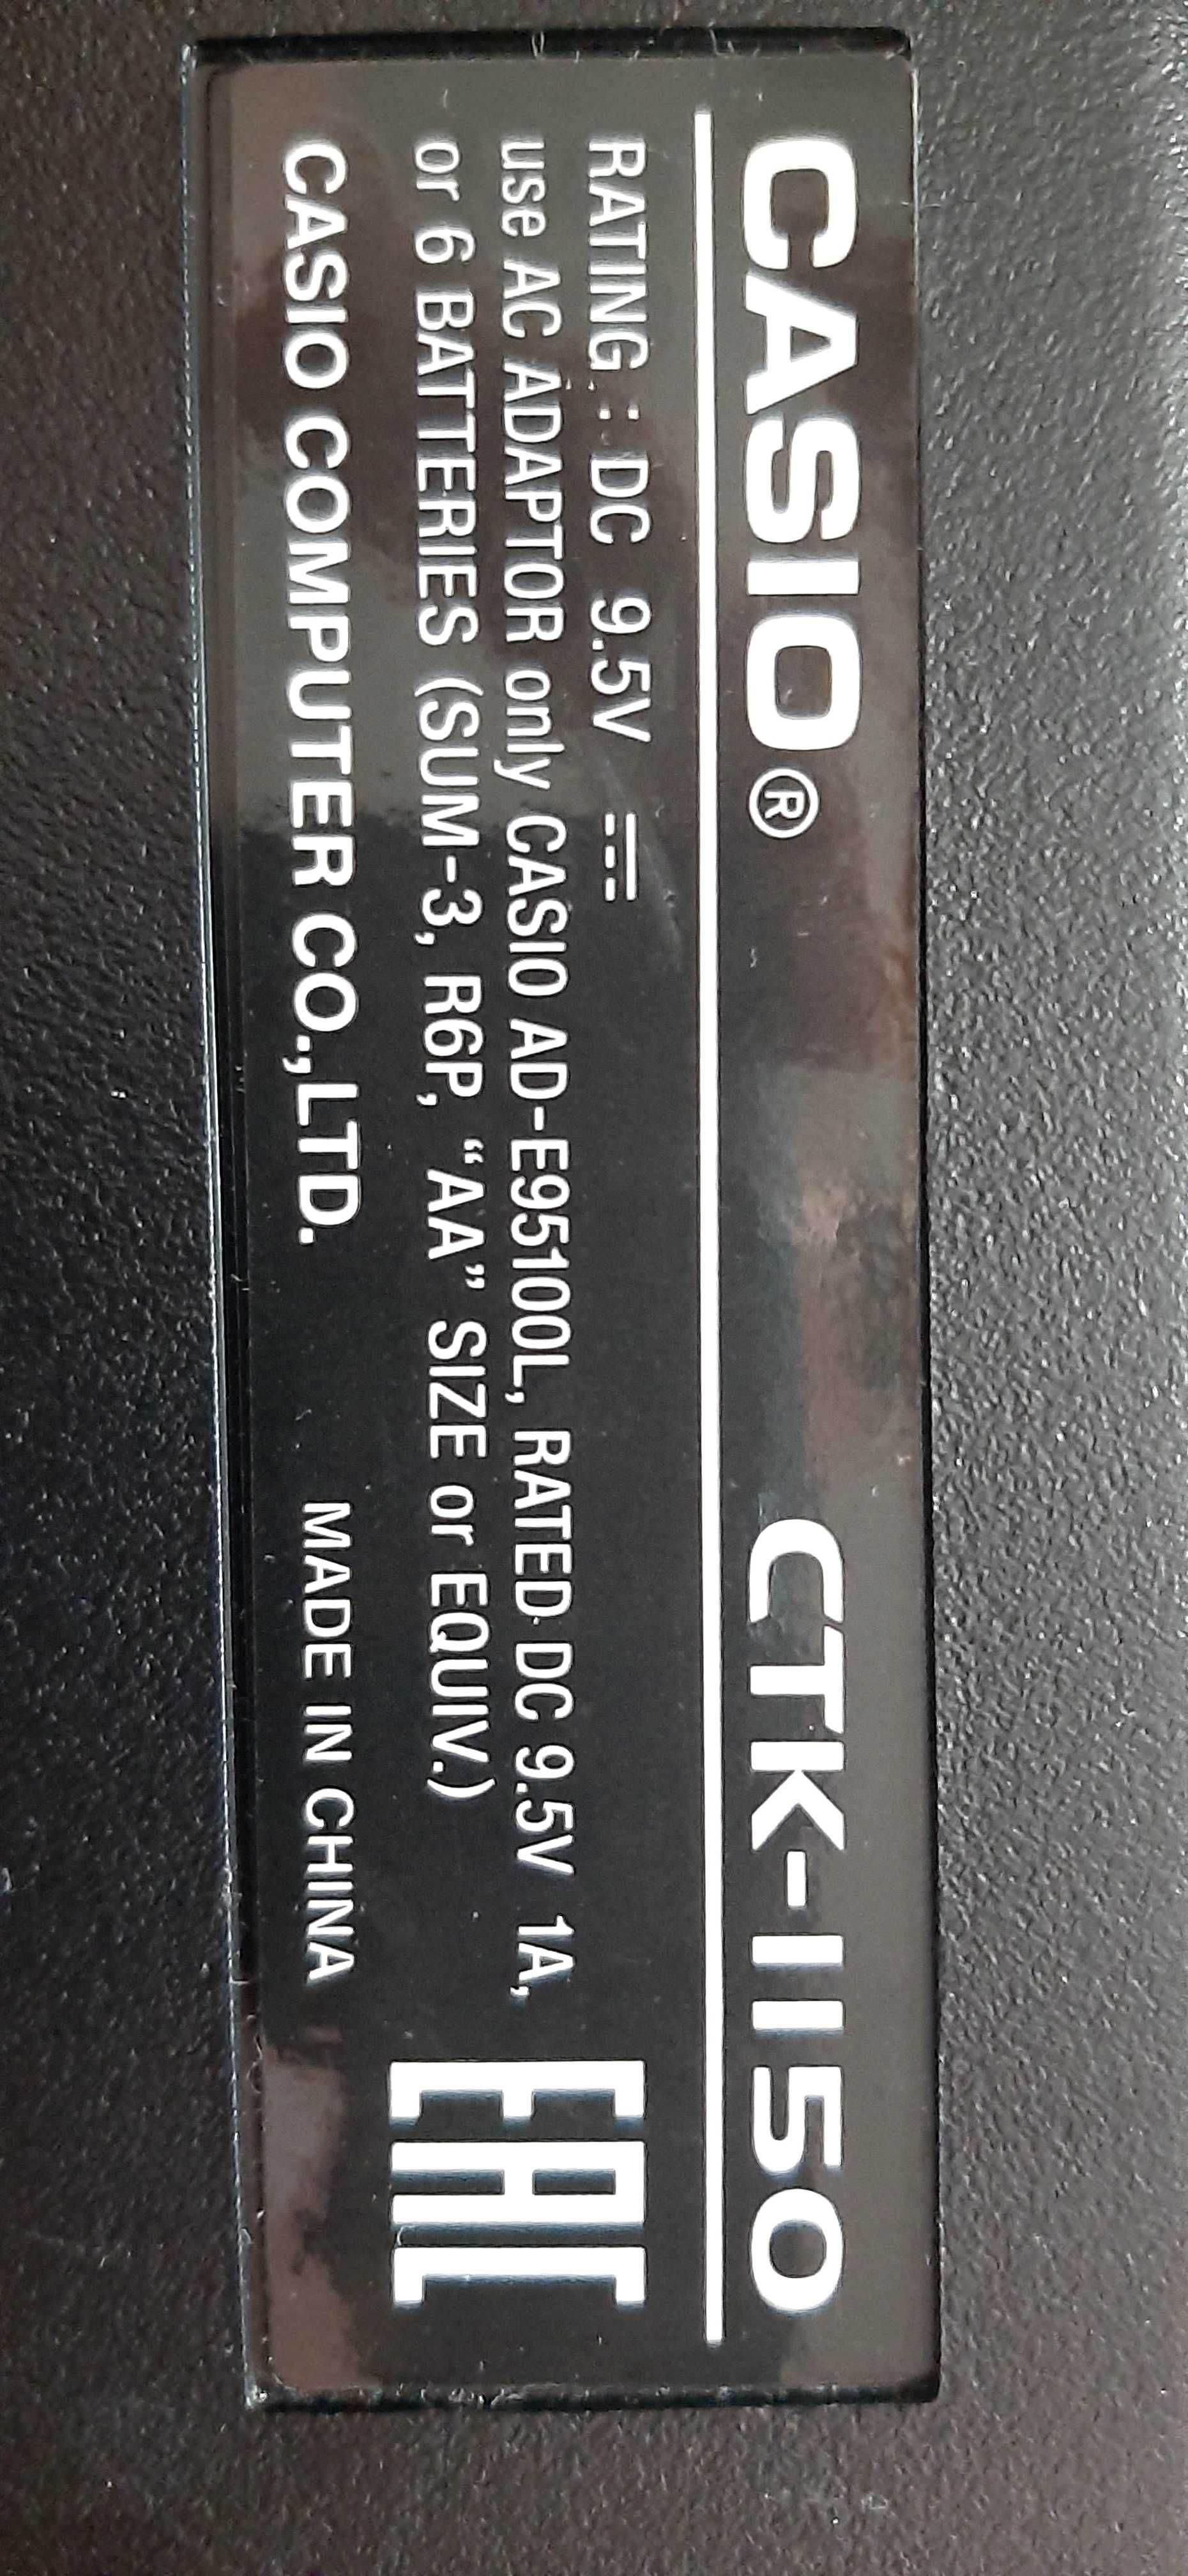 CASIO® CTK-1150
RATING : DC 9.5V ⎓
use AC ADAPTOR only CASIO AD-E95100L, RATED DC 9.5V 1A,
or 6 BATTERIES (SUM-3, R6P, “AA” SIZE or EQUIV.)
EAC
CASIO COMPUTER CO.,LTD. MADE IN CHINA